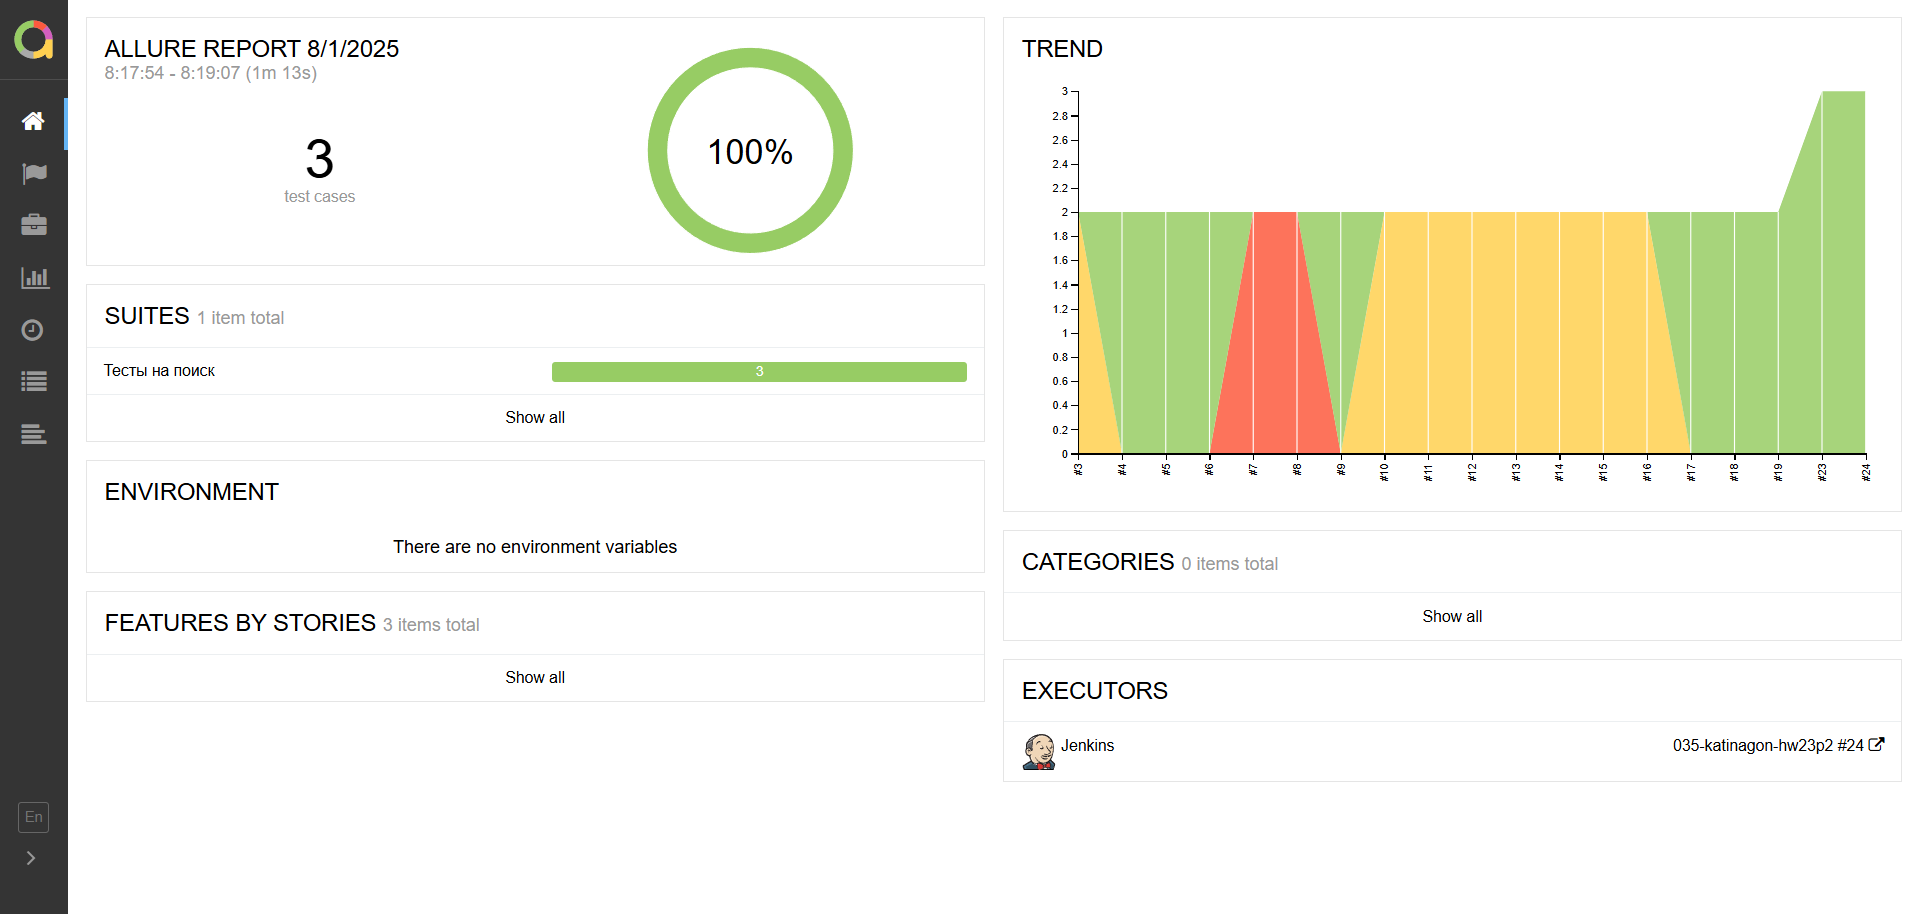 ALLURE REPORT 8/1/2025
8:17:54 - 8:19:07 (1m 13s)
3
test cases
100%
SUITES 1 item total
Тесты на поиск 3
Show all
ENVIRONMENT
There are no environment variables
FEATURES BY STORIES 3 items total
Show all
TREND
3
2.8
2.6
2.4
2.2
2
1.8
1.6
1.4
1.2
1
0.8
0.6
0.4
0.2
0
#3 #4 #5 #6 #7 #8 #9 #10 #11 #12 #13 #14 #15 #16 #17 #18 #19 #23 #24
CATEGORIES 0 items total
Show all
EXECUTORS
Jenkins 035-katinagon-hw23p2 #24
En